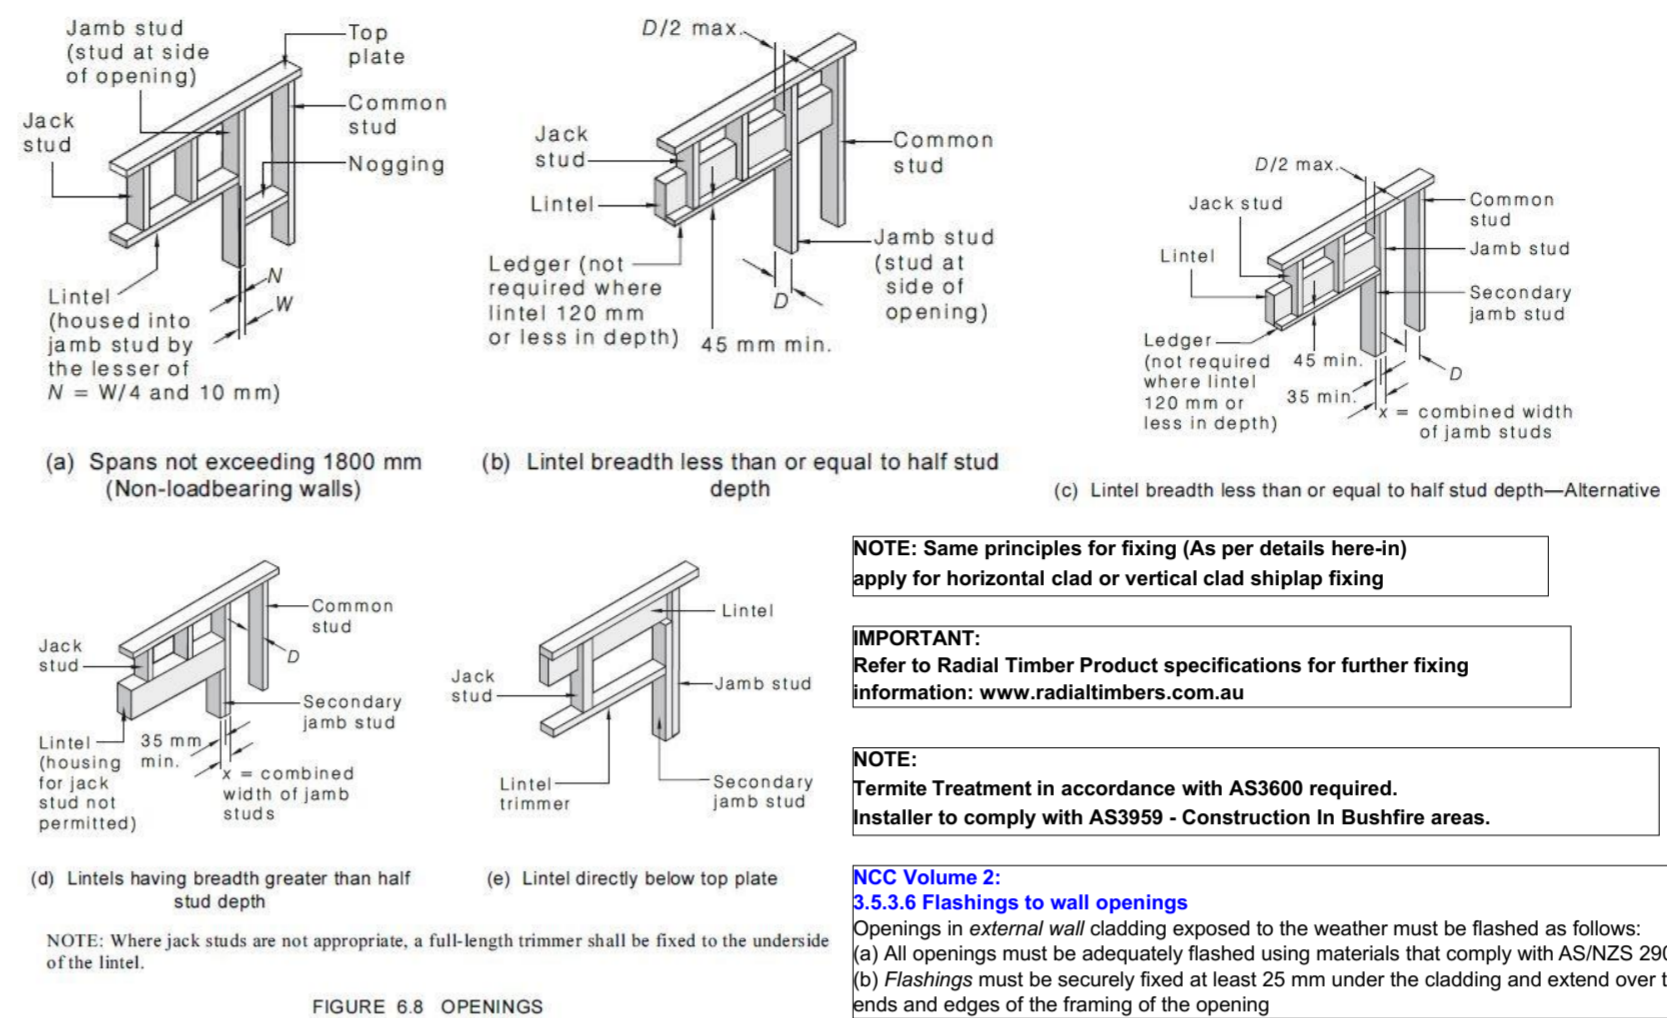 Jamb stud
(stud at side
of opening)
Top
plate
Common
stud
Jack
stud
Nogging
N
W
Lintel
(housed into
jamb stud by
the lesser of
N = W/4 and 10 mm)
(a) Spans not exceeding 1800 mm
(Non-loadbearing walls)
D/2 max.
Jack
stud
Common
stud
Lintel
Jamb stud
(stud at
side of
opening)
Ledger (not
required where
lintel 120 mm
or less in depth)
D
45 mm min.
(b) Lintel breadth less than or equal to half stud
depth
D/2 max.
Jack stud
Common
stud
Jamb stud
Lintel
Secondary
jamb stud
Ledger
(not required
where lintel
120 mm or
less in depth)
45 min.
35 min.
D
x = combined width
of jamb studs
(c) Lintel breadth less than or equal to half stud depth—Alternative
Common
stud
Jack
stud
D
Secondary
jamb stud
Lintel
(housing
for jack
stud not
permitted)
35 mm
min.
x = combined
width of jamb
studs
(d) Lintels having breadth greater than half
stud depth
Lintel
Jack
stud
Jamb stud
Lintel
trimmer
Secondary
jamb stud
(e) Lintel directly below top plate
NOTE: Where jack studs are not appropriate, a full-length trimmer shall be fixed to the underside
of the lintel.
FIGURE 6.8 OPENINGS
NOTE: Same principles for fixing (As per details here-in)
apply for horizontal clad or vertical clad shiplap fixing
IMPORTANT:
Refer to Radial Timber Product specifications for further fixing
information: www.radialtimbers.com.au
NOTE:
Termite Treatment in accordance with AS3600 required.
Installer to comply with AS3959 - Construction In Bushfire areas.
NCC Volume 2:
3.5.3.6 Flashings to wall openings
Openings in external wall cladding exposed to the weather must be flashed as follows:
(a) All openings must be adequately flashed using materials that comply with AS/NZS
(b) Flashings must be securely fixed at least 25 mm under the cladding and extend over
ends and edges of the framing of the opening